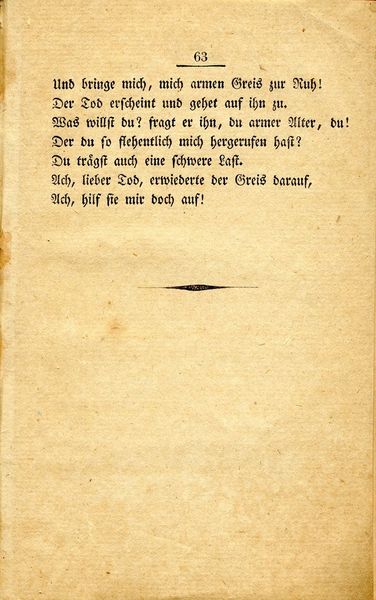 63
Und bringe mich, mich armen Greis zur Ruh!
Der Tod erscheint und gehet auf ihn zu.
Was willst du? fragt er ihn, du armer Alter, du!
Der du so flehentlich mich hergerufen hast?
Du trägst auch eine schwere Last.
Ach, lieber Tod, erwiederte der Greis darauf,
Ach, hilf sie mir doch auf!